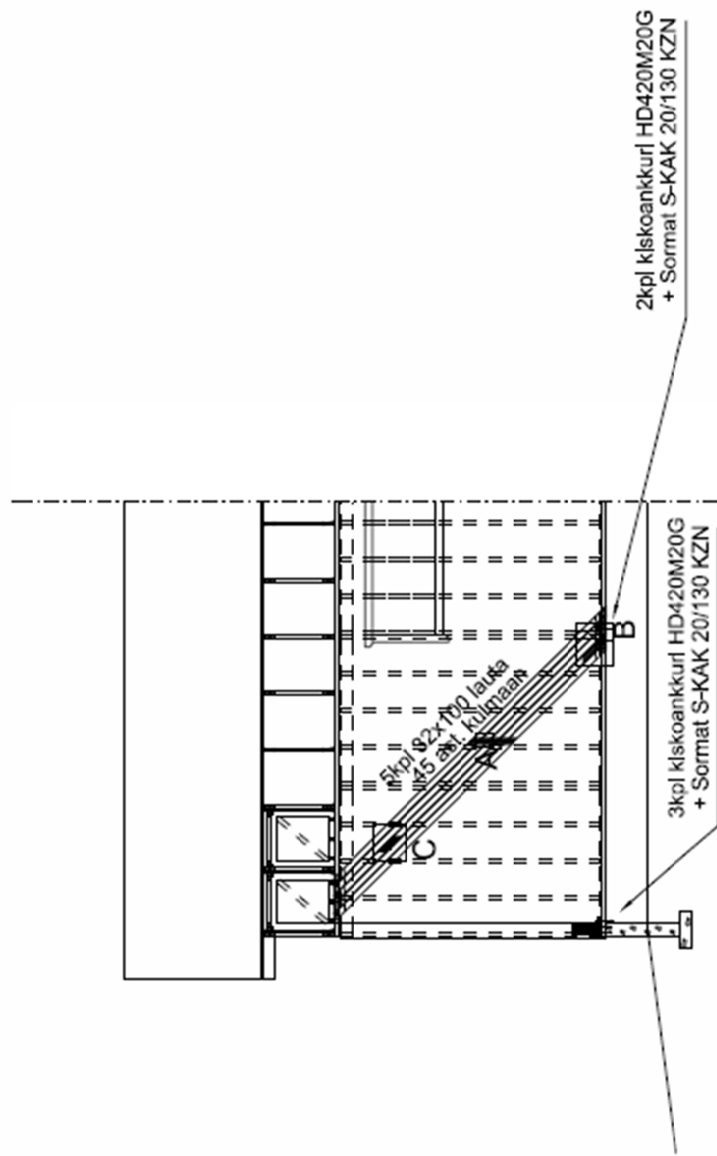 2kpl kiskoankkuri HD420M20G
+ Sormat S-KAK 20/130 KZN
3kpl kiskoankkuri HD420M20G
+ Sormat S-KAK 20/130 KZN
5kpl 32x100 lauta
45 ast. kulmaan
A
B
C